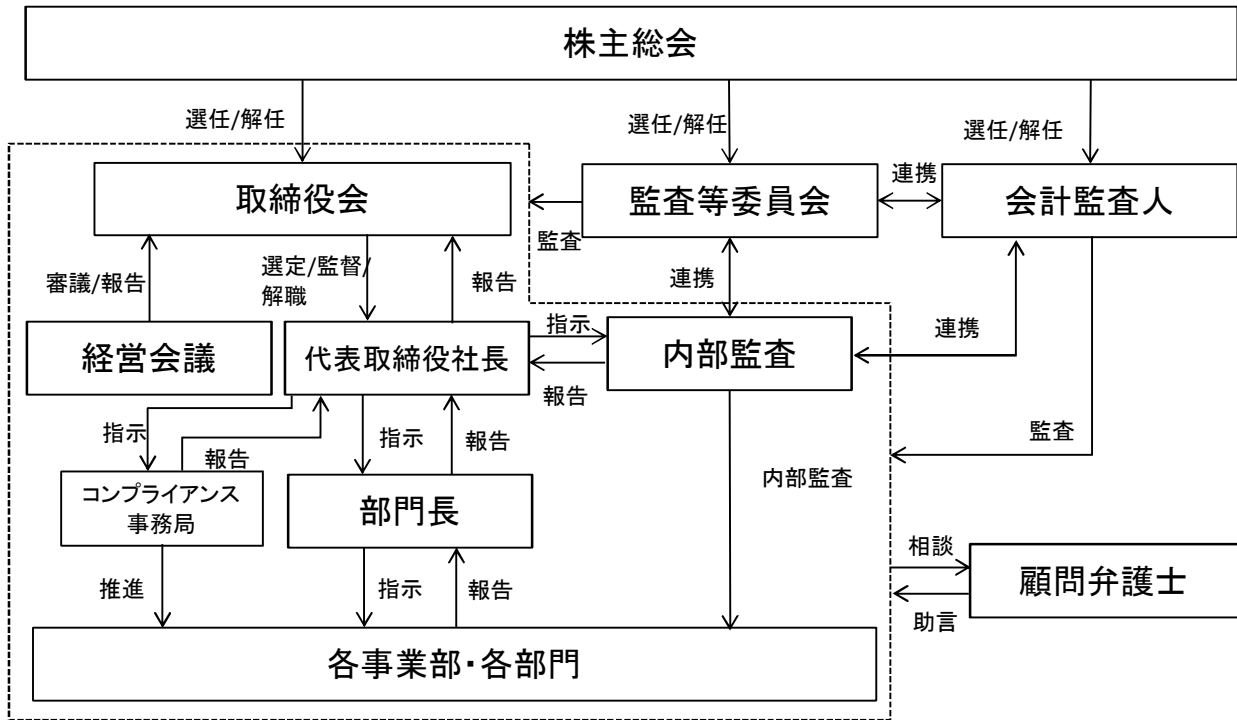 株主総会
選任/解任
選任/解任
選任/解任
取締役会
監査等委員会
連携
会計監査人
監査
審議/報告
選定/監督/
解職
報告
連携
経営会議
代表取締役社長
指示
報告
内部監査
連携
指示
報告
指示
報告
監査
コンプライアンス
事務局
部門長
内部監査
推進
指示
報告
相談
顧問弁護士
助言
各事業部・各部門